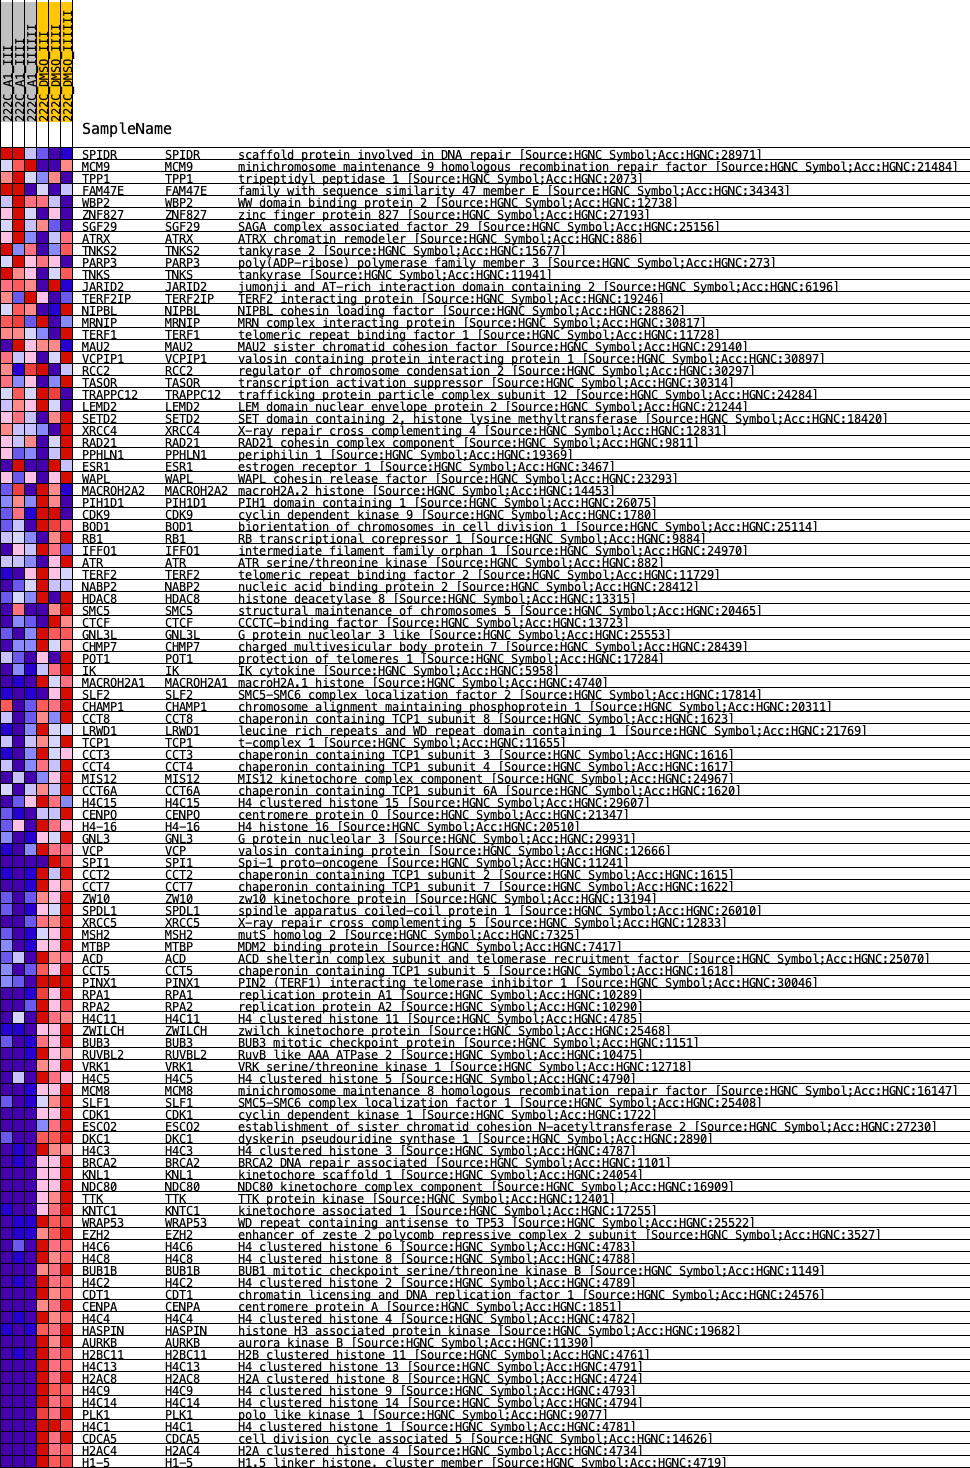 222C_A1_III
222C_A1_IIII
222C_A1_IIIIII
222C_DMSO_III
222C_DMSO_IIII
222C_DMSO_IIIIII
SampleName
SPIDR SPIDR scaffold protein involved in DNA repair [Source:HGNC Symbol;Acc:HGNC:28971]
MCM9 MCM9 minichromosome maintenance 9 homologous recombination repair factor [Source:HGNC Symbol;Acc:HGNC:21484]
TPP1 TPP1 tripeptidyl peptidase 1 [Source:HGNC Symbol;Acc:HGNC:2073]
FAM47E FAM47E family with sequence similarity 47 member E [Source:HGNC Symbol;Acc:HGNC:34343]
WBP2 WBP2 WW domain binding protein 2 [Source:HGNC Symbol;Acc:HGNC:12738]
ZNF827 ZNF827 zinc finger protein 827 [Source:HGNC Symbol;Acc:HGNC:27193]
SGF29 SGF29 SAGA complex associated factor 29 [Source:HGNC Symbol;Acc:HGNC:25156]
ATRX ATRX ATRX chromatin remodeler [Source:HGNC Symbol;Acc:HGNC:886]
TNKS2 TNKS2 tankyrase 2 [Source:HGNC Symbol;Acc:HGNC:15677]
PARP3 PARP3 poly(ADP-ribose) polymerase family member 3 [Source:HGNC Symbol;Acc:HGNC:273]
TNKS TNKS tankyrase [Source:HGNC Symbol;Acc:HGNC:11941]
JARID2 JARID2 jumonji and AT-rich interaction domain containing 2 [Source:HGNC Symbol;Acc:HGNC:6196]
TERF2IP TERF2IP TERF2 interacting protein [Source:HGNC Symbol;Acc:HGNC:19246]
NIPBL NIPBL NIPBL cohesin loading factor [Source:HGNC Symbol;Acc:HGNC:28862]
MRNIP MRNIP MRN complex interacting protein [Source:HGNC Symbol;Acc:HGNC:30817]
TERF1 TERF1 telomeric repeat binding factor 1 [Source:HGNC Symbol;Acc:HGNC:11728]
MAU2 MAU2 MAU2 sister chromatid cohesion factor [Source:HGNC Symbol;Acc:HGNC:29140]
VCPIP1 VCPIP1 valosin containing protein interacting protein 1 [Source:HGNC Symbol;Acc:HGNC:30897]
RCC2 RCC2 regulator of chromosome condensation 2 [Source:HGNC Symbol;Acc:HGNC:30297]
TASOR TASOR transcription activation suppressor [Source:HGNC Symbol;Acc:HGNC:30314]
TRAPPC12 TRAPPC12 trafficking protein particle complex subunit 12 [Source:HGNC Symbol;Acc:HGNC:24284]
LEMD2 LEMD2 LEM domain nuclear envelope protein 2 [Source:HGNC Symbol;Acc:HGNC:21244]
SETD2 SETD2 SET domain containing 2, histone lysine methyltransferase [Source:HGNC Symbol;Acc:HGNC:18420]
XRCC4 XRCC4 X-ray repair cross complementing 4 [Source:HGNC Symbol;Acc:HGNC:12831]
RAD21 RAD21 RAD21 cohesin complex component [Source:HGNC Symbol;Acc:HGNC:9811]
PPHLN1 PPHLN1 periphilin 1 [Source:HGNC Symbol;Acc:HGNC:19369]
ESR1 ESR1 estrogen receptor 1 [Source:HGNC Symbol;Acc:HGNC:3467]
WAPL WAPL WAPL cohesin release factor [Source:HGNC Symbol;Acc:HGNC:23293]
MACROH2A2 MACROH2A2 macroH2A.2 histone [Source:HGNC Symbol;Acc:HGNC:14453]
PIH1D1 PIH1D1 PIH1 domain containing 1 [Source:HGNC Symbol;Acc:HGNC:26075]
CDK9 CDK9 cyclin dependent kinase 9 [Source:HGNC Symbol;Acc:HGNC:1780]
BOD1 BOD1 biorientation of chromosomes in cell division 1 [Source:HGNC Symbol;Acc:HGNC:25114]
RB1 RB1 RB transcriptional corepressor 1 [Source:HGNC Symbol;Acc:HGNC:9884]
IFFO1 IFFO1 intermediate filament family orphan 1 [Source:HGNC Symbol;Acc:HGNC:24970]
ATR ATR ATR serine/threonine kinase [Source:HGNC Symbol;Acc:HGNC:882]
TERF2 TERF2 telomeric repeat binding factor 2 [Source:HGNC Symbol;Acc:HGNC:11729]
NABP2 NABP2 nucleic acid binding protein 2 [Source:HGNC Symbol;Acc:HGNC:28412]
HDAC8 HDAC8 histone deacetylase 8 [Source:HGNC Symbol;Acc:HGNC:13315]
SMC5 SMC5 structural maintenance of chromosomes 5 [Source:HGNC Symbol;Acc:HGNC:20465]
CTCF CTCF CCCTC-binding factor [Source:HGNC Symbol;Acc:HGNC:13723]
GNL3L GNL3L G protein nucleolar 3 like [Source:HGNC Symbol;Acc:HGNC:25553]
CHMP7 CHMP7 charged multivesicular body protein 7 [Source:HGNC Symbol;Acc:HGNC:28439]
POT1 POT1 protection of telomeres 1 [Source:HGNC Symbol;Acc:HGNC:17284]
IK IK IK cytokine [Source:HGNC Symbol;Acc:HGNC:5958]
MACROH2A1 MACROH2A1 macroH2A.1 histone [Source:HGNC Symbol;Acc:HGNC:4740]
SLF2 SLF2 SMC5-SMC6 complex localization factor 2 [Source:HGNC Symbol;Acc:HGNC:17814]
CHAMP1 CHAMP1 chromosome alignment maintaining phosphoprotein 1 [Source:HGNC Symbol;Acc:HGNC:20311]
CCT8 CCT8 chaperonin containing TCP1 subunit 8 [Source:HGNC Symbol;Acc:HGNC:1623]
LRWD1 LRWD1 leucine rich repeats and WD repeat domain containing 1 [Source:HGNC Symbol;Acc:HGNC:21769]
TCP1 TCP1 t-complex 1 [Source:HGNC Symbol;Acc:HGNC:11655]
CCT3 CCT3 chaperonin containing TCP1 subunit 3 [Source:HGNC Symbol;Acc:HGNC:1616]
CCT4 CCT4 chaperonin containing TCP1 subunit 4 [Source:HGNC Symbol;Acc:HGNC:1617]
MIS12 MIS12 MIS12 kinetochore complex component [Source:HGNC Symbol;Acc:HGNC:24967]
CCT6A CCT6A chaperonin containing TCP1 subunit 6A [Source:HGNC Symbol;Acc:HGNC:1620]
H4C15 H4C15 H4 clustered histone 15 [Source:HGNC Symbol;Acc:HGNC:29607]
CENPQ CENPQ centromere protein Q [Source:HGNC Symbol;Acc:HGNC:21347]
H4-16 H4-16 H4 histone 16 [Source:HGNC Symbol;Acc:HGNC:20510]
GNL3 GNL3 G protein nucleolar 3 [Source:HGNC Symbol;Acc:HGNC:29931]
VCP VCP valosin containing protein [Source:HGNC Symbol;Acc:HGNC:12666]
SPI1 SPI1 Spi-1 proto-oncogene [Source:HGNC Symbol;Acc:HGNC:11241]
CCT2 CCT2 chaperonin containing TCP1 subunit 2 [Source:HGNC Symbol;Acc:HGNC:1615]
CCT7 CCT7 chaperonin containing TCP1 subunit 7 [Source:HGNC Symbol;Acc:HGNC:1622]
ZW10 ZW10 zw10 kinetochore protein [Source:HGNC Symbol;Acc:HGNC:13194]
SPDL1 SPDL1 spindle apparatus coiled-coil protein 1 [Source:HGNC Symbol;Acc:HGNC:26010]
XRCC5 XRCC5 X-ray repair cross complementing 5 [Source:HGNC Symbol;Acc:HGNC:12833]
MSH2 MSH2 mutS homolog 2 [Source:HGNC Symbol;Acc:HGNC:7325]
MTBP MTBP MDM2 binding protein [Source:HGNC Symbol;Acc:HGNC:7417]
ACD ACD ACD shelterin complex subunit and telomerase recruitment factor [Source:HGNC Symbol;Acc:HGNC:25070]
CCT5 CCT5 chaperonin containing TCP1 subunit 5 [Source:HGNC Symbol;Acc:HGNC:1618]
PINX1 PINX1 PIN2 (TERF1) interacting telomerase inhibitor 1 [Source:HGNC Symbol;Acc:HGNC:30046]
RPA1 RPA1 replication protein A1 [Source:HGNC Symbol;Acc:HGNC:10289]
RPA2 RPA2 replication protein A2 [Source:HGNC Symbol;Acc:HGNC:10290]
H4C11 H4C11 H4 clustered histone 11 [Source:HGNC Symbol;Acc:HGNC:4785]
ZWILCH ZWILCH zwilch kinetochore protein [Source:HGNC Symbol;Acc:HGNC:25468]
BUB3 BUB3 BUB3 mitotic checkpoint protein [Source:HGNC Symbol;Acc:HGNC:1151]
RUVBL2 RUVBL2 RuvB like AAA ATPase 2 [Source:HGNC Symbol;Acc:HGNC:10475]
VRK1 VRK1 VRK serine/threonine kinase 1 [Source:HGNC Symbol;Acc:HGNC:12718]
H4C5 H4C5 H4 clustered histone 5 [Source:HGNC Symbol;Acc:HGNC:4790]
MCM8 MCM8 minichromosome maintenance 8 homologous recombination repair factor [Source:HGNC Symbol;Acc:HGNC:16147]
SLF1 SLF1 SMC5-SMC6 complex localization factor 1 [Source:HGNC Symbol;Acc:HGNC:25408]
CDK1 CDK1 cyclin dependent kinase 1 [Source:HGNC Symbol;Acc:HGNC:1722]
ESCO2 ESCO2 establishment of sister chromatid cohesion N-acetyltransferase 2 [Source:HGNC Symbol;Acc:HGNC:27230]
DKC1 DKC1 dyskerin pseudouridine synthase 1 [Source:HGNC Symbol;Acc:HGNC:2890]
H4C3 H4C3 H4 clustered histone 3 [Source:HGNC Symbol;Acc:HGNC:4787]
BRCA2 BRCA2 BRCA2 DNA repair associated [Source:HGNC Symbol;Acc:HGNC:1101]
KNL1 KNL1 kinetochore scaffold 1 [Source:HGNC Symbol;Acc:HGNC:24054]
NDC80 NDC80 NDC80 kinetochore complex component [Source:HGNC Symbol;Acc:HGNC:16909]
TTK TTK TTK protein kinase [Source:HGNC Symbol;Acc:HGNC:12401]
KNTC1 KNTC1 kinetochore associated 1 [Source:HGNC Symbol;Acc:HGNC:17255]
WRAP53 WRAP53 WD repeat containing antisense to TP53 [Source:HGNC Symbol;Acc:HGNC:25522]
EZH2 EZH2 enhancer of zeste 2 polycomb repressive complex 2 subunit [Source:HGNC Symbol;Acc:HGNC:3527]
H4C6 H4C6 H4 clustered histone 6 [Source:HGNC Symbol;Acc:HGNC:4783]
H4C8 H4C8 H4 clustered histone 8 [Source:HGNC Symbol;Acc:HGNC:4788]
BUB1B BUB1B BUB1 mitotic checkpoint serine/threonine kinase B [Source:HGNC Symbol;Acc:HGNC:1149]
H4C2 H4C2 H4 clustered histone 2 [Source:HGNC Symbol;Acc:HGNC:4789]
CDT1 CDT1 chromatin licensing and DNA replication factor 1 [Source:HGNC Symbol;Acc:HGNC:24576]
CENPA CENPA centromere protein A [Source:HGNC Symbol;Acc:HGNC:1851]
H4C4 H4C4 H4 clustered histone 4 [Source:HGNC Symbol;Acc:HGNC:4782]
HASPIN HASPIN histone H3 associated protein kinase [Source:HGNC Symbol;Acc:HGNC:19682]
AURKB AURKB aurora kinase B [Source:HGNC Symbol;Acc:HGNC:11390]
H2BC11 H2BC11 H2B clustered histone 11 [Source:HGNC Symbol;Acc:HGNC:4761]
H4C13 H4C13 H4 clustered histone 13 [Source:HGNC Symbol;Acc:HGNC:4791]
H2AC8 H2AC8 H2A clustered histone 8 [Source:HGNC Symbol;Acc:HGNC:4724]
H4C9 H4C9 H4 clustered histone 9 [Source:HGNC Symbol;Acc:HGNC:4793]
H4C14 H4C14 H4 clustered histone 14 [Source:HGNC Symbol;Acc:HGNC:4794]
PLK1 PLK1 polo like kinase 1 [Source:HGNC Symbol;Acc:HGNC:9077]
H4C1 H4C1 H4 clustered histone 1 [Source:HGNC Symbol;Acc:HGNC:4781]
CDCA5 CDCA5 cell division cycle associated 5 [Source:HGNC Symbol;Acc:HGNC:14626]
H2AC4 H2AC4 H2A clustered histone 4 [Source:HGNC Symbol;Acc:HGNC:4734]
H1-5 H1-5 H1.5 linker histone, cluster member [Source:HGNC Symbol;Acc:HGNC:4719]